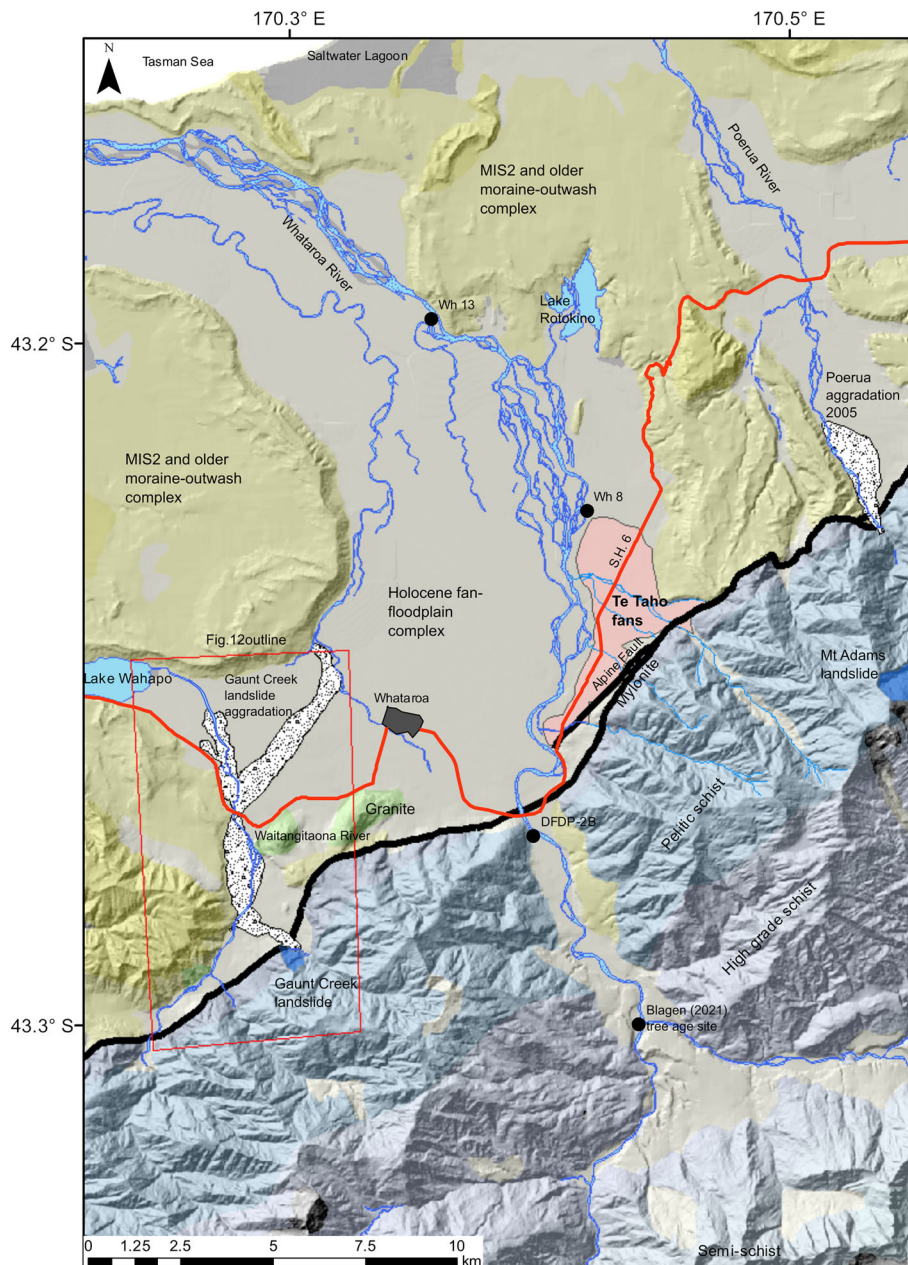 170.3° E
170.5° E
N
Tasman Sea
Saltwater Lagoon
Poerua River
MIS2 and older
moraine-outwash
complex
Whataroa River
Wh 13
Lake
Rotokino
43.2° S
Poerua
aggradation
2005
MIS2 and older
moraine-outwash
complex
Wh 8
S.H. 6
Holocene fan-
floodplain
complex
Te Taho
fans
Fig.12outline
Alpine Fault
Mylonite
Mt Adams
landslide
Lake Wahapo
Gaunt Creek
landslide
aggradation
Whataroa
Granite
Pelitic schist
Waitangitaona River
DFDP-2B
High grade schist
Gaunt Creek
landslide
43.3° S
Blagen (2021)
tree age site
Semi-schist
0 1.25 2.5 5 7.5 10
km